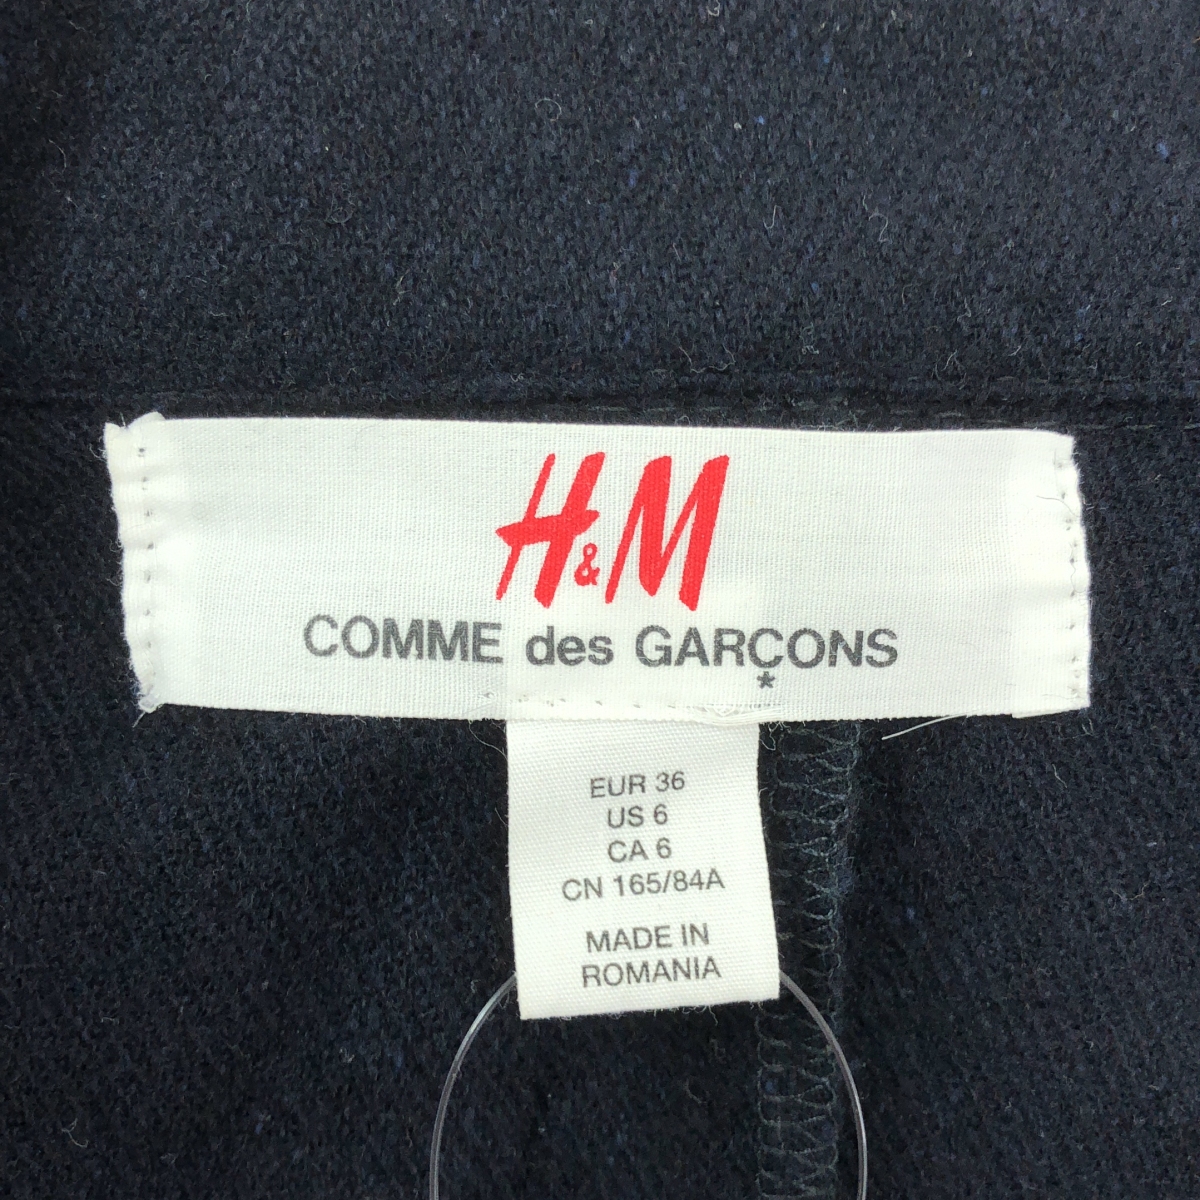 H&M
COMME des GARÇONS
*
EUR 36
US 6
CA 6
CN 165/84A
MADE IN
ROMANIA